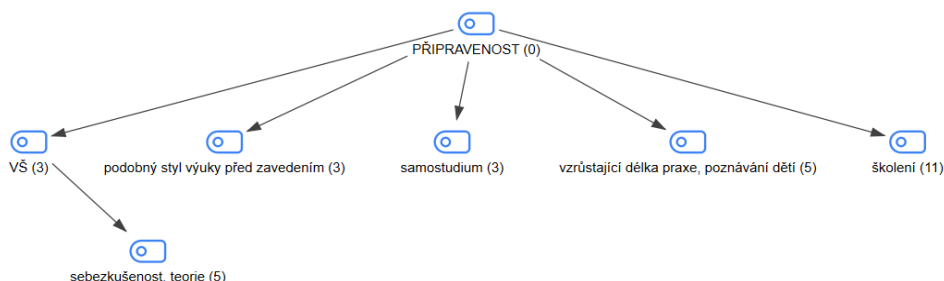 PŘIPRAVENOST (0)
VŠ (3)
podobný styl výuky před zavedením (3)
samostudium (3)
vzrůstající délka praxe, poznávání dětí (5)
školení (11)
sebezkušenost, teorie (5)